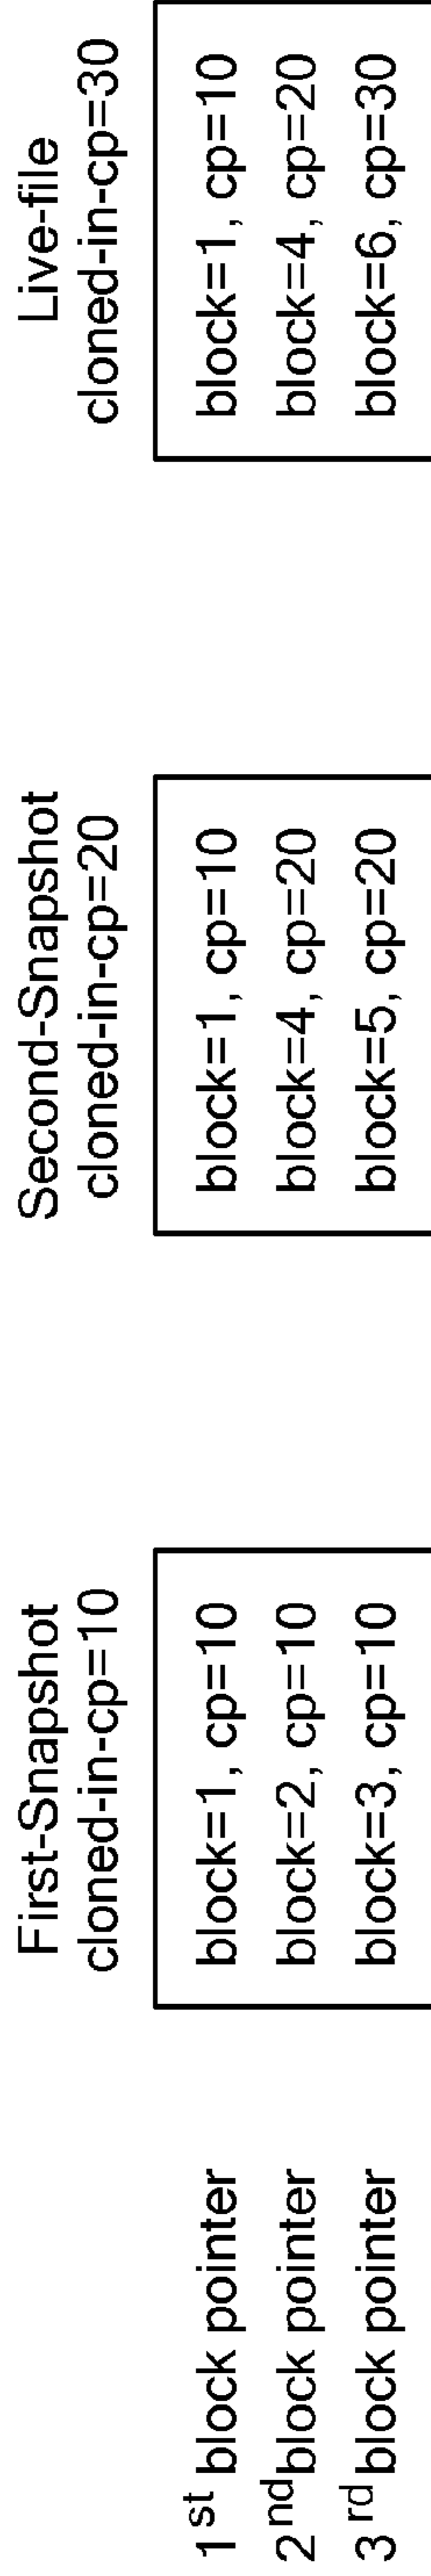 First-Snapshot
cloned-in-cp=10
Second-Snapshot
cloned-in-cp=20
Live-file
cloned-in-cp=30
1st block pointer
block=1, cp=10
block=1, cp=10
block=1, cp=10
2nd block pointer
block=2, cp=10
block=4, cp=20
block=4, cp=20
3rd block pointer
block=3, cp=10
block=5, cp=20
block=6, cp=30